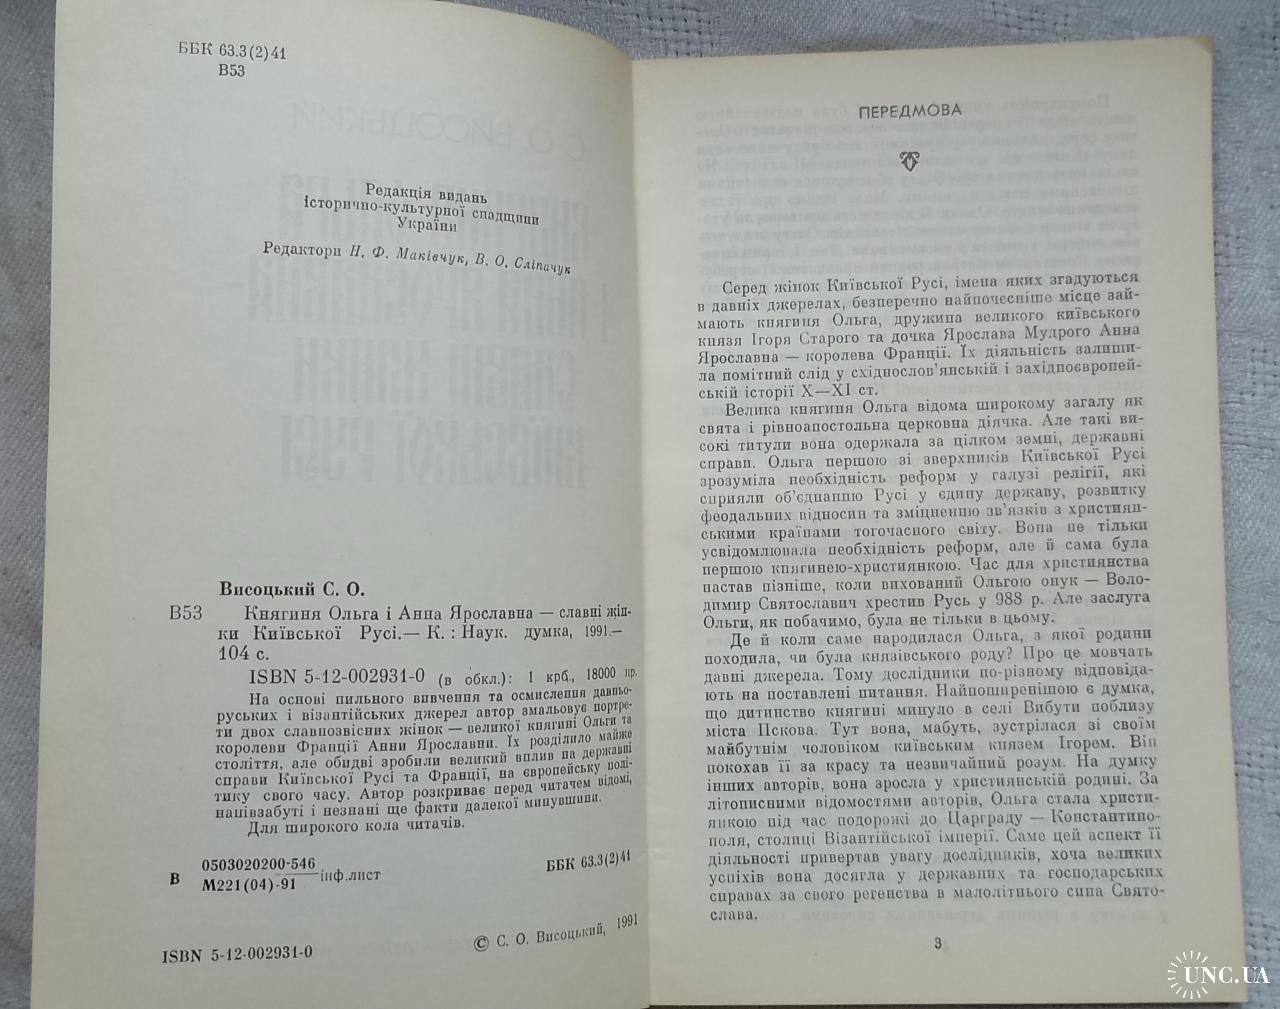 ББК 63.3(2)41
В53
Редакція видань
історично-культурної спадщини
України
Редактори Н. Ф. Маківчук, В. О. Сліпачук
Висоцький С. О.
В53 Княгиня Ольга і Анна Ярославна — славні жін-
ки Київської Русі.— К. : Наук. думка, 1991.—
104 с.
ISBN 5-12-002931-0 (в обкл.): 1 крб., 18000 пр.
На основі пильного вивчення та осмислення давньо-
руських і візантійських джерел автор змальовує портре-
ти двох славнозвісних жінок — великої княгині Ольги та
королеви Франції Анни Ярославни. Їх розділило майже
століття, але обидві зробили великий вплив на державні
справи Київської Русі та Франції, на європейську полі-
тику свого часу. Автор розкриває перед читачем відомі,
напівзабуті і незнані ще факти далекої минувшини.
Для широкого кола читачів.
В 0503020200-546
М221(04)-91 інф.лист ББК 63.3(2)41
ISBN 5-12-002931-0 © С. О. Висоцький, 1991
ПЕРЕДМОВА
Серед жінок Київської Русі, імена яких згадуються
в давніх джерелах, безперечно найпочесніше місце зай-
мають княгиня Ольга, дружина великого київського
князя Ігоря Старого та дочка Ярослава Мудрого Анна
Ярославна — королева Франції. Їх діяльність залиши-
ла помітний слід у східнослов'янській і західноєвропей-
ській історії X—XI ст.
Велика княгиня Ольга відома широкому загалу як
свята і рівноапостольна церковна діячка. Але такі ви-
сокі титули вона одержала за цілком земні, державні
справи. Ольга першою зі зверхників Київської Русі
зрозуміла необхідність реформ у галузі релігії, які
сприяли об'єднанню Русі у єдину державу, розвитку
феодальних відносин та зміцненню зв'язків з християн-
ськими країнами тогочасного світу. Вона не тільки
усвідомлювала необхідність реформ, але й сама була
першою княгинею-християнкою. Час для християнства
настав пізніше, коли вихований Ольгою онук — Воло-
димир Святославич хрестив Русь у 988 р. Але заслуга
Ольги, як побачимо, була не тільки в цьому.
Де й коли саме народилася Ольга, з якої родини
походила, чи була князівського роду? Про це мовчать
давні джерела. Тому дослідники по-різному відповіда-
ють на поставлені питання. Найпоширенішою є думка,
що дитинство княгині минуло в селі Вибути поблизу
міста Пскова. Тут вона, мабуть, зустрілася зі своїм
майбутнім чоловіком київським князем Ігорем. Він
покохав її за красу та незвичайний розум. На думку
інших авторів, вона зросла у християнській родині. За
літописними відомостями авторів, Ольга стала христи-
янкою під час подорожі до Царграду — Константино-
поля, столиці Візантійської імперії. Саме цей аспект її
діяльності привертав увагу дослідників, хоча великих
успіхів вона досягла у державних та господарських
справах за свого регенства в малолітнього сина Свято-
слава.
3
UNC.UA